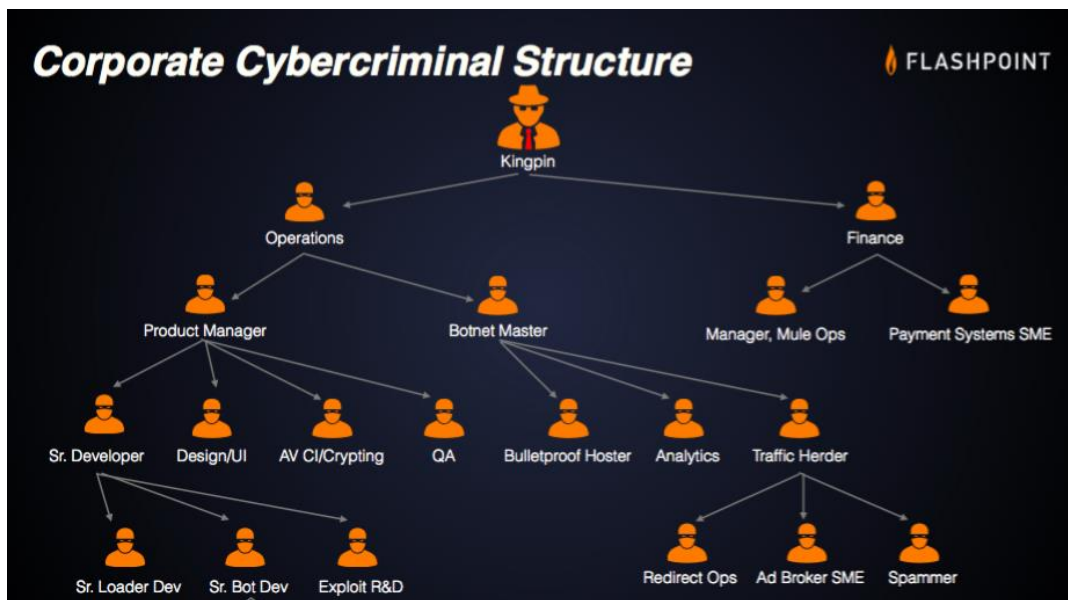 Corporate Cybercriminal Structure
FLASHPOINT
Kingpin
Operations
Finance
Product Manager
Botnet Master
Manager, Mule Ops
Payment Systems SME
Sr. Developer
Design/UI
AV CI/Crypting
QA
Bulletproof Hoster
Analytics
Traffic Herder
Sr. Loader Dev
Sr. Bot Dev
Exploit R&D
Redirect Ops
Ad Broker SME
Spammer